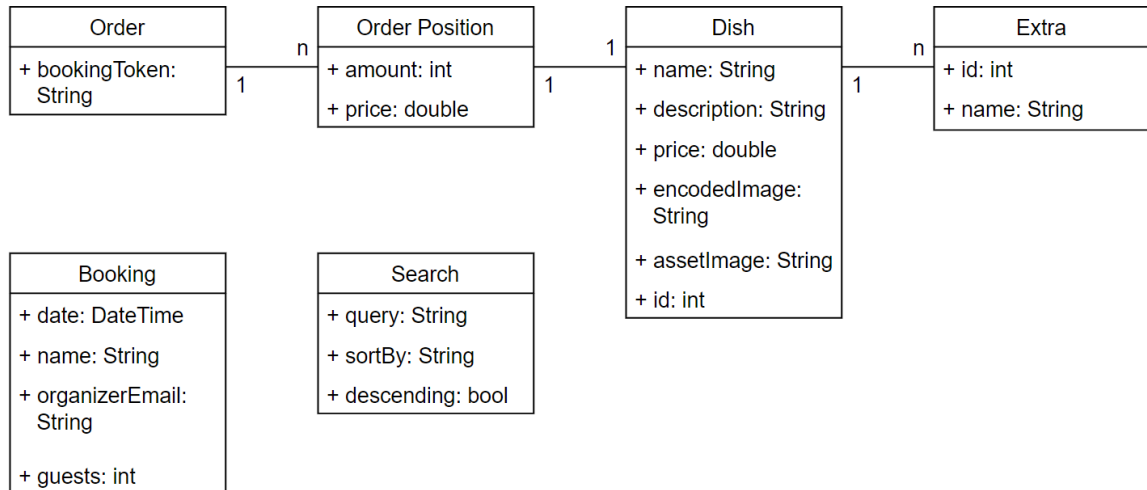 Order
+ bookingToken:
String
n
1
Order Position
+ amount: int
+ price: double
1
1
Dish
+ name: String
+ description: String
+ price: double
+ encodedImage:
String
+ assetImage: String
+ id: int
n
1
Extra
+ id: int
+ name: String
Booking
+ date: DateTime
+ name: String
+ organizerEmail:
String
+ guests: int
Search
+ query: String
+ sortBy: String
+ descending: bool